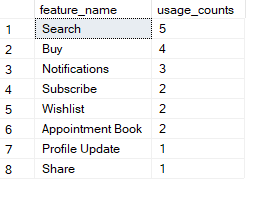 feature_name usage_counts
1 Search 5
2 Buy 4
3 Notifications 3
4 Subscribe 2
5 Wishlist 2
6 Appointment Book 2
7 Profile Update 1
8 Share 1